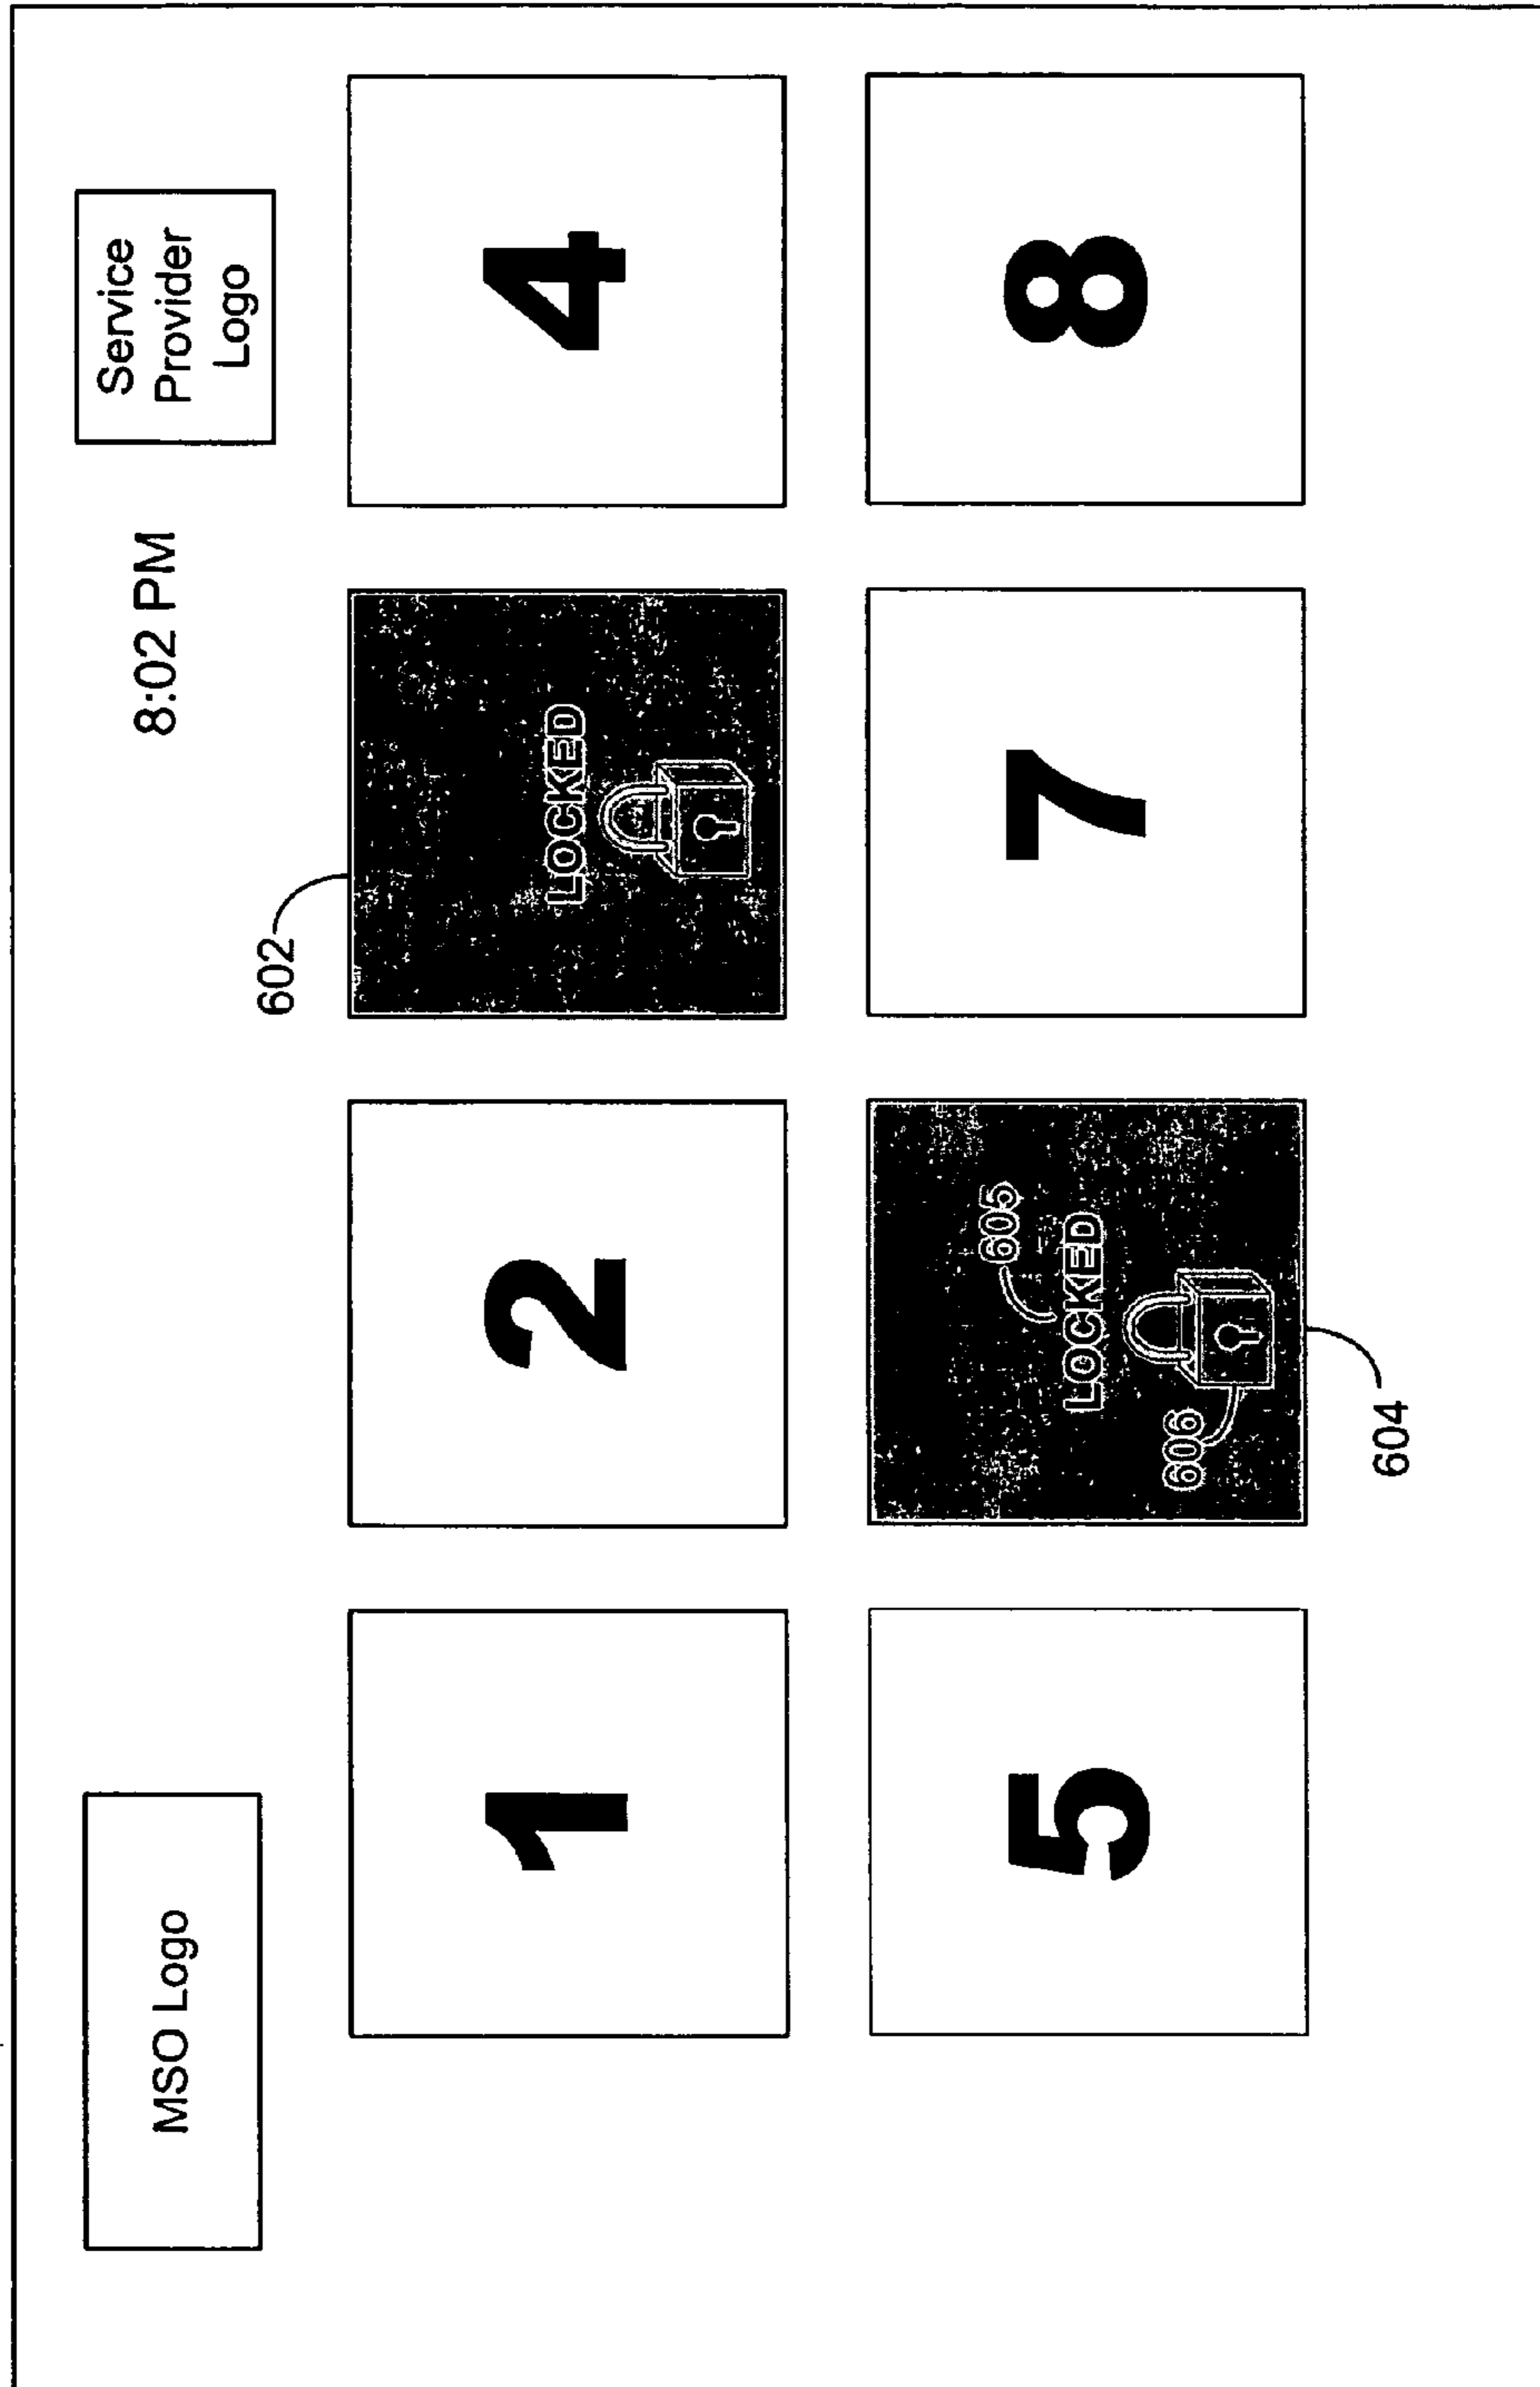 MSO Logo
8:02 PM
Service
Provider
Logo
602
1
2
LOCKED
4
5
605
LOCKED
606
7
8
604